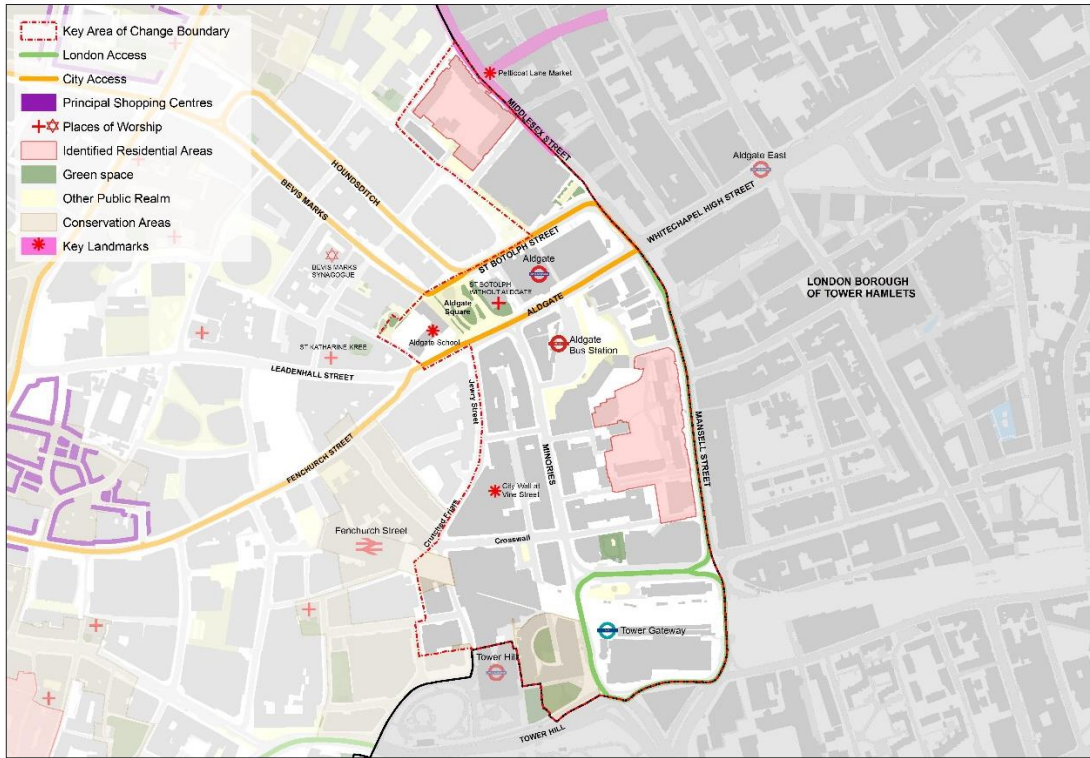 Key Area of Change Boundary
London Access
City Access
Principal Shopping Centres
Places of Worship
Identified Residential Areas
Green space
Other Public Realm
Conservation Areas
Key Landmarks
Petticoat Lane Market
MIDDLESEX STREET
Aldgate East
WHITECHAPEL HIGH STREET
HOUNDSDITCH
BEVIS MARKS
ST BOTOLPH STREET
BEVIS MARKS
SYNAGOGUE
Aldgate
ST BOTOLPH
WITHOUT ALDGATE
LONDON BOROUGH
OF TOWER HAMLETS
Aldgate
Square
ALDGATE
Aldgate School
Aldgate
Bus Station
ST KATHARINE KREE
LEADENHALL STREET
Jewry Street
MINORIES
MANSELL STREET
FENCHURCH STREET
City Wall at
Vine Street
Fenchurch Street
Crutched Friars
Crosswall
Tower Gateway
Tower Hill
TOWER HILL